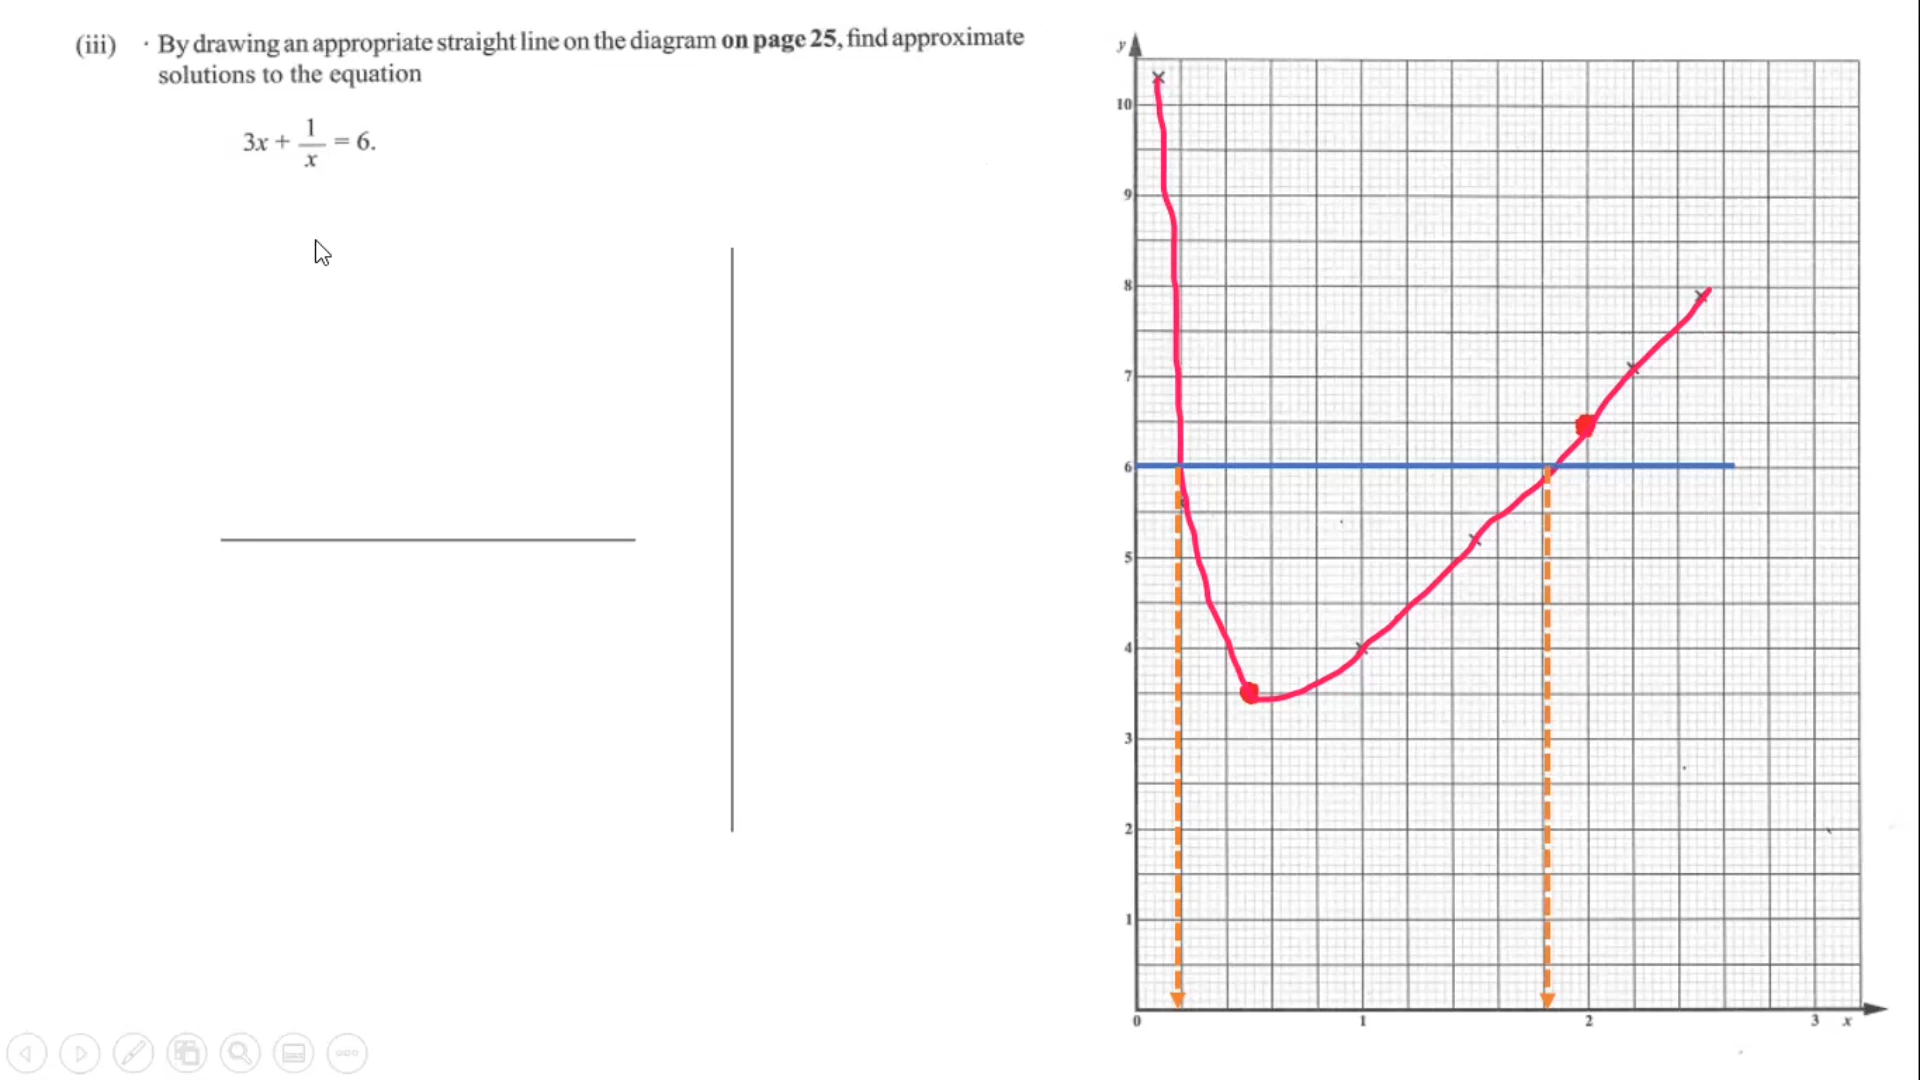 (iii) · By drawing an appropriate straight line on the diagram on page 25, find approximate
solutions to the equation
3x + 1/x = 6.
y
10
9
8
7
6
5
4
3
2
1
0 1 2 3 x